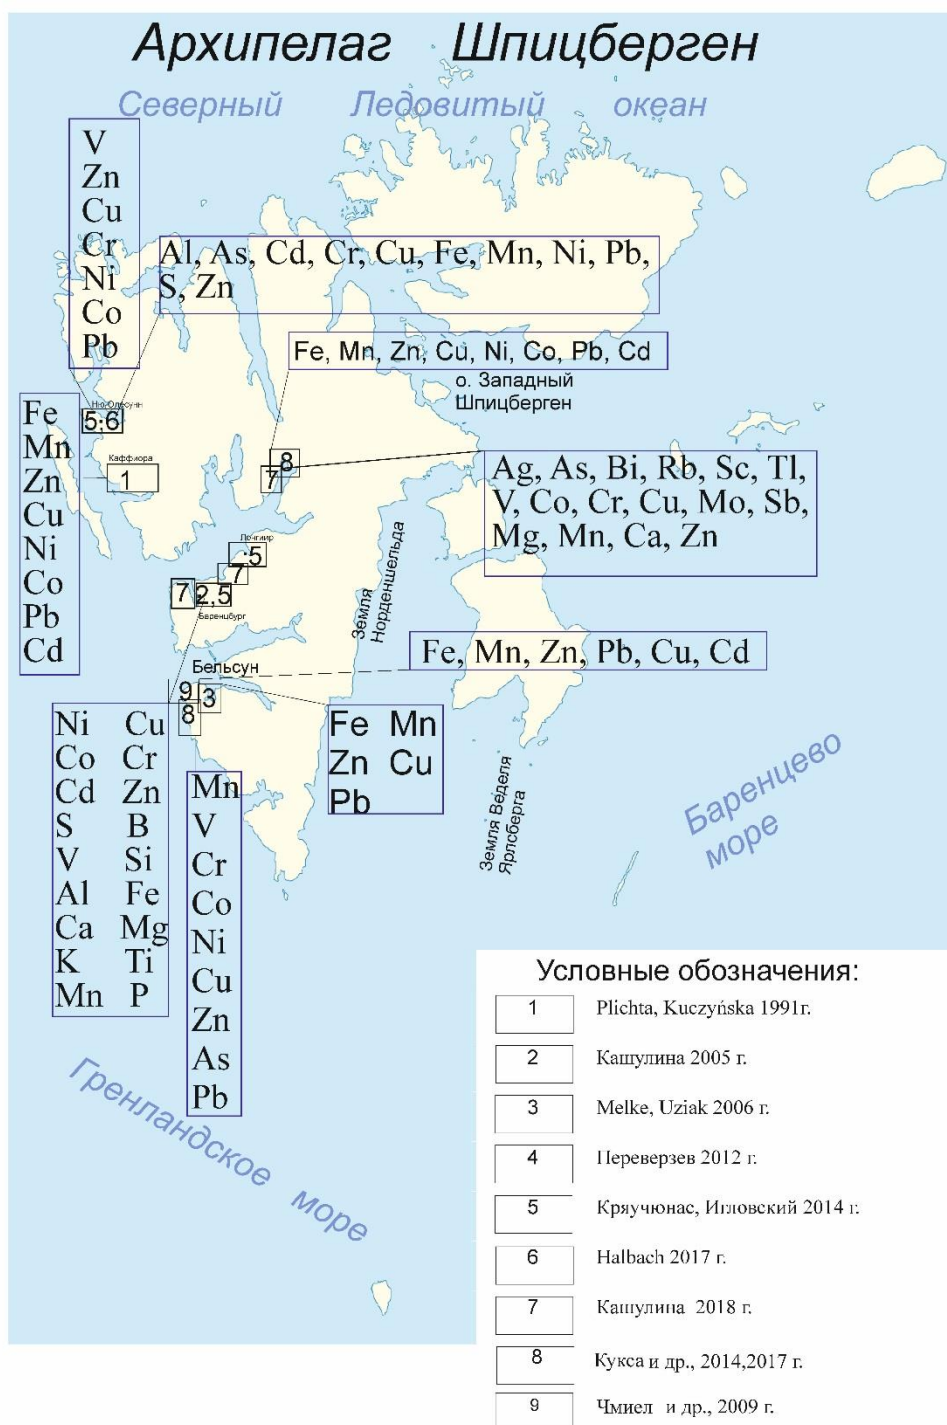 Архипелаг Шпицберген
Северный Ледовитый океан
V
Zn
Cu
Cr
Ni
Co
Pb
Al, As, Cd, Cr, Cu, Fe, Mn, Ni, Pb,
S, Zn
Fe, Mn, Zn, Cu, Ni, Co, Pb, Cd
о. Западный
Шпицберген
Ню-Олесунн
5;6
Fe
Mn
Zn
Cu
Ni
Co
Pb
Cd
Каффиора
1
8
7
Ag, As, Bi, Rb, Sc, Tl,
V, Co, Cr, Cu, Mo, Sb,
Mg, Mn, Ca, Zn
Лонгиир
;5
7
7
2,5
Баренцбург
Земля
Норденшельда
Fe, Mn, Zn, Pb, Cu, Cd
Бельсун
9
3
8
Ni Cu
Co Cr
Cd Zn
S B
V Si
Al Fe
Ca Mg
K Ti
Mn P
Fe Mn
Zn Cu
Pb
Mn
V
Cr
Co
Ni
Cu
Zn
As
Pb
Земля Веделя
Ярлсберга
Баренцево
море
Гренландское море
Условные обозначения:
1 Plichta, Kuczyńska 1991г.
2 Кашулина 2005 г.
3 Melke, Uziak 2006 г.
4 Переверзев 2012 г.
5 Кряучюнас, Игловский 2014 г.
6 Halbach 2017 г.
7 Кашулина 2018 г.
8 Кукса и др., 2014,2017 г.
9 Чмиел и др., 2009 г.